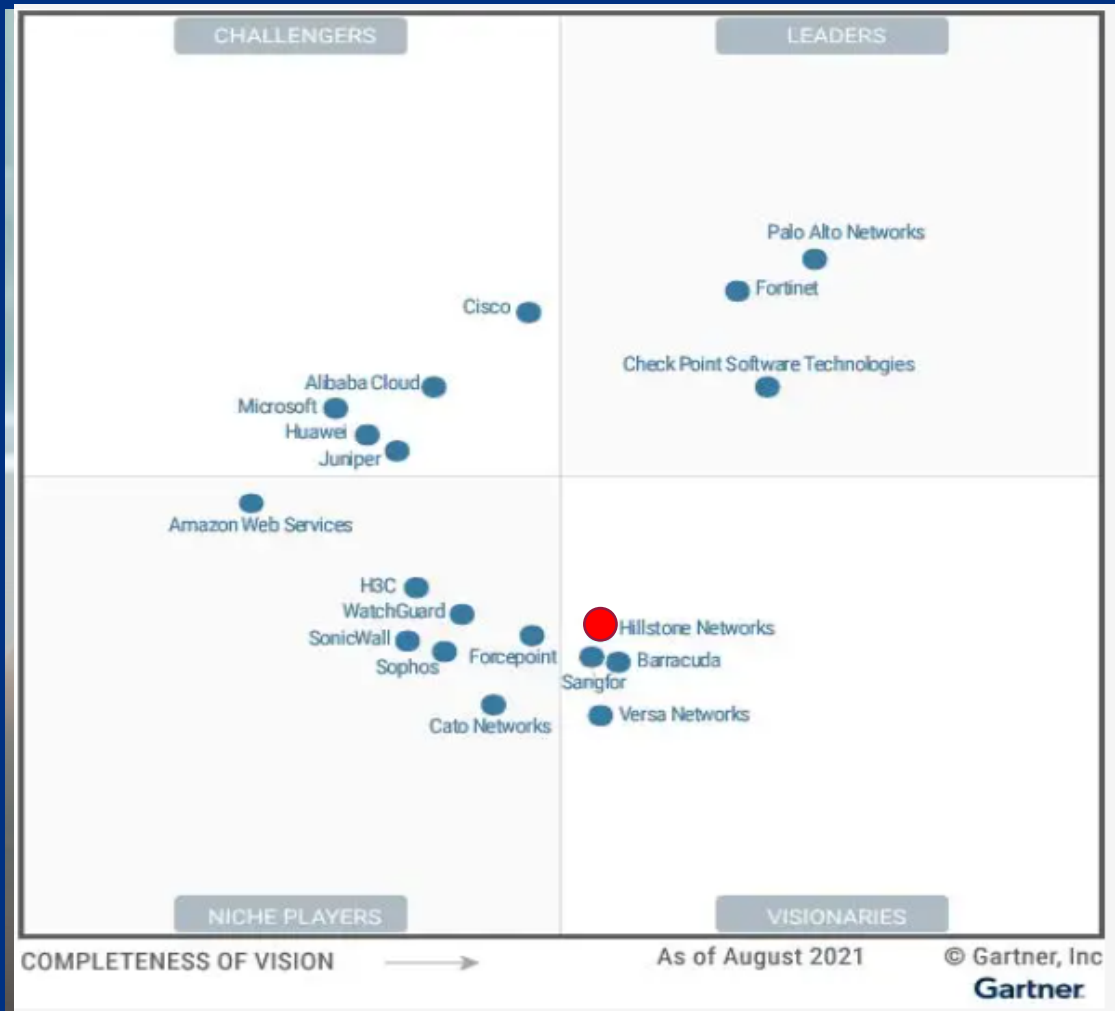 CHALLENGERS
LEADERS
Palo Alto Networks
Fortinet
Cisco
Check Point Software Technologies
Alibaba Cloud
Microsoft
Huawei
Juniper
Amazon Web Services
H3C
WatchGuard
Hillstone Networks
SonicWall
Forcepoint
Barracuda
Sophos
Sangfor
Versa Networks
Cato Networks
NICHE PLAYERS
VISIONARIES
COMPLETENESS OF VISION
As of August 2021
© Gartner, Inc
Gartner